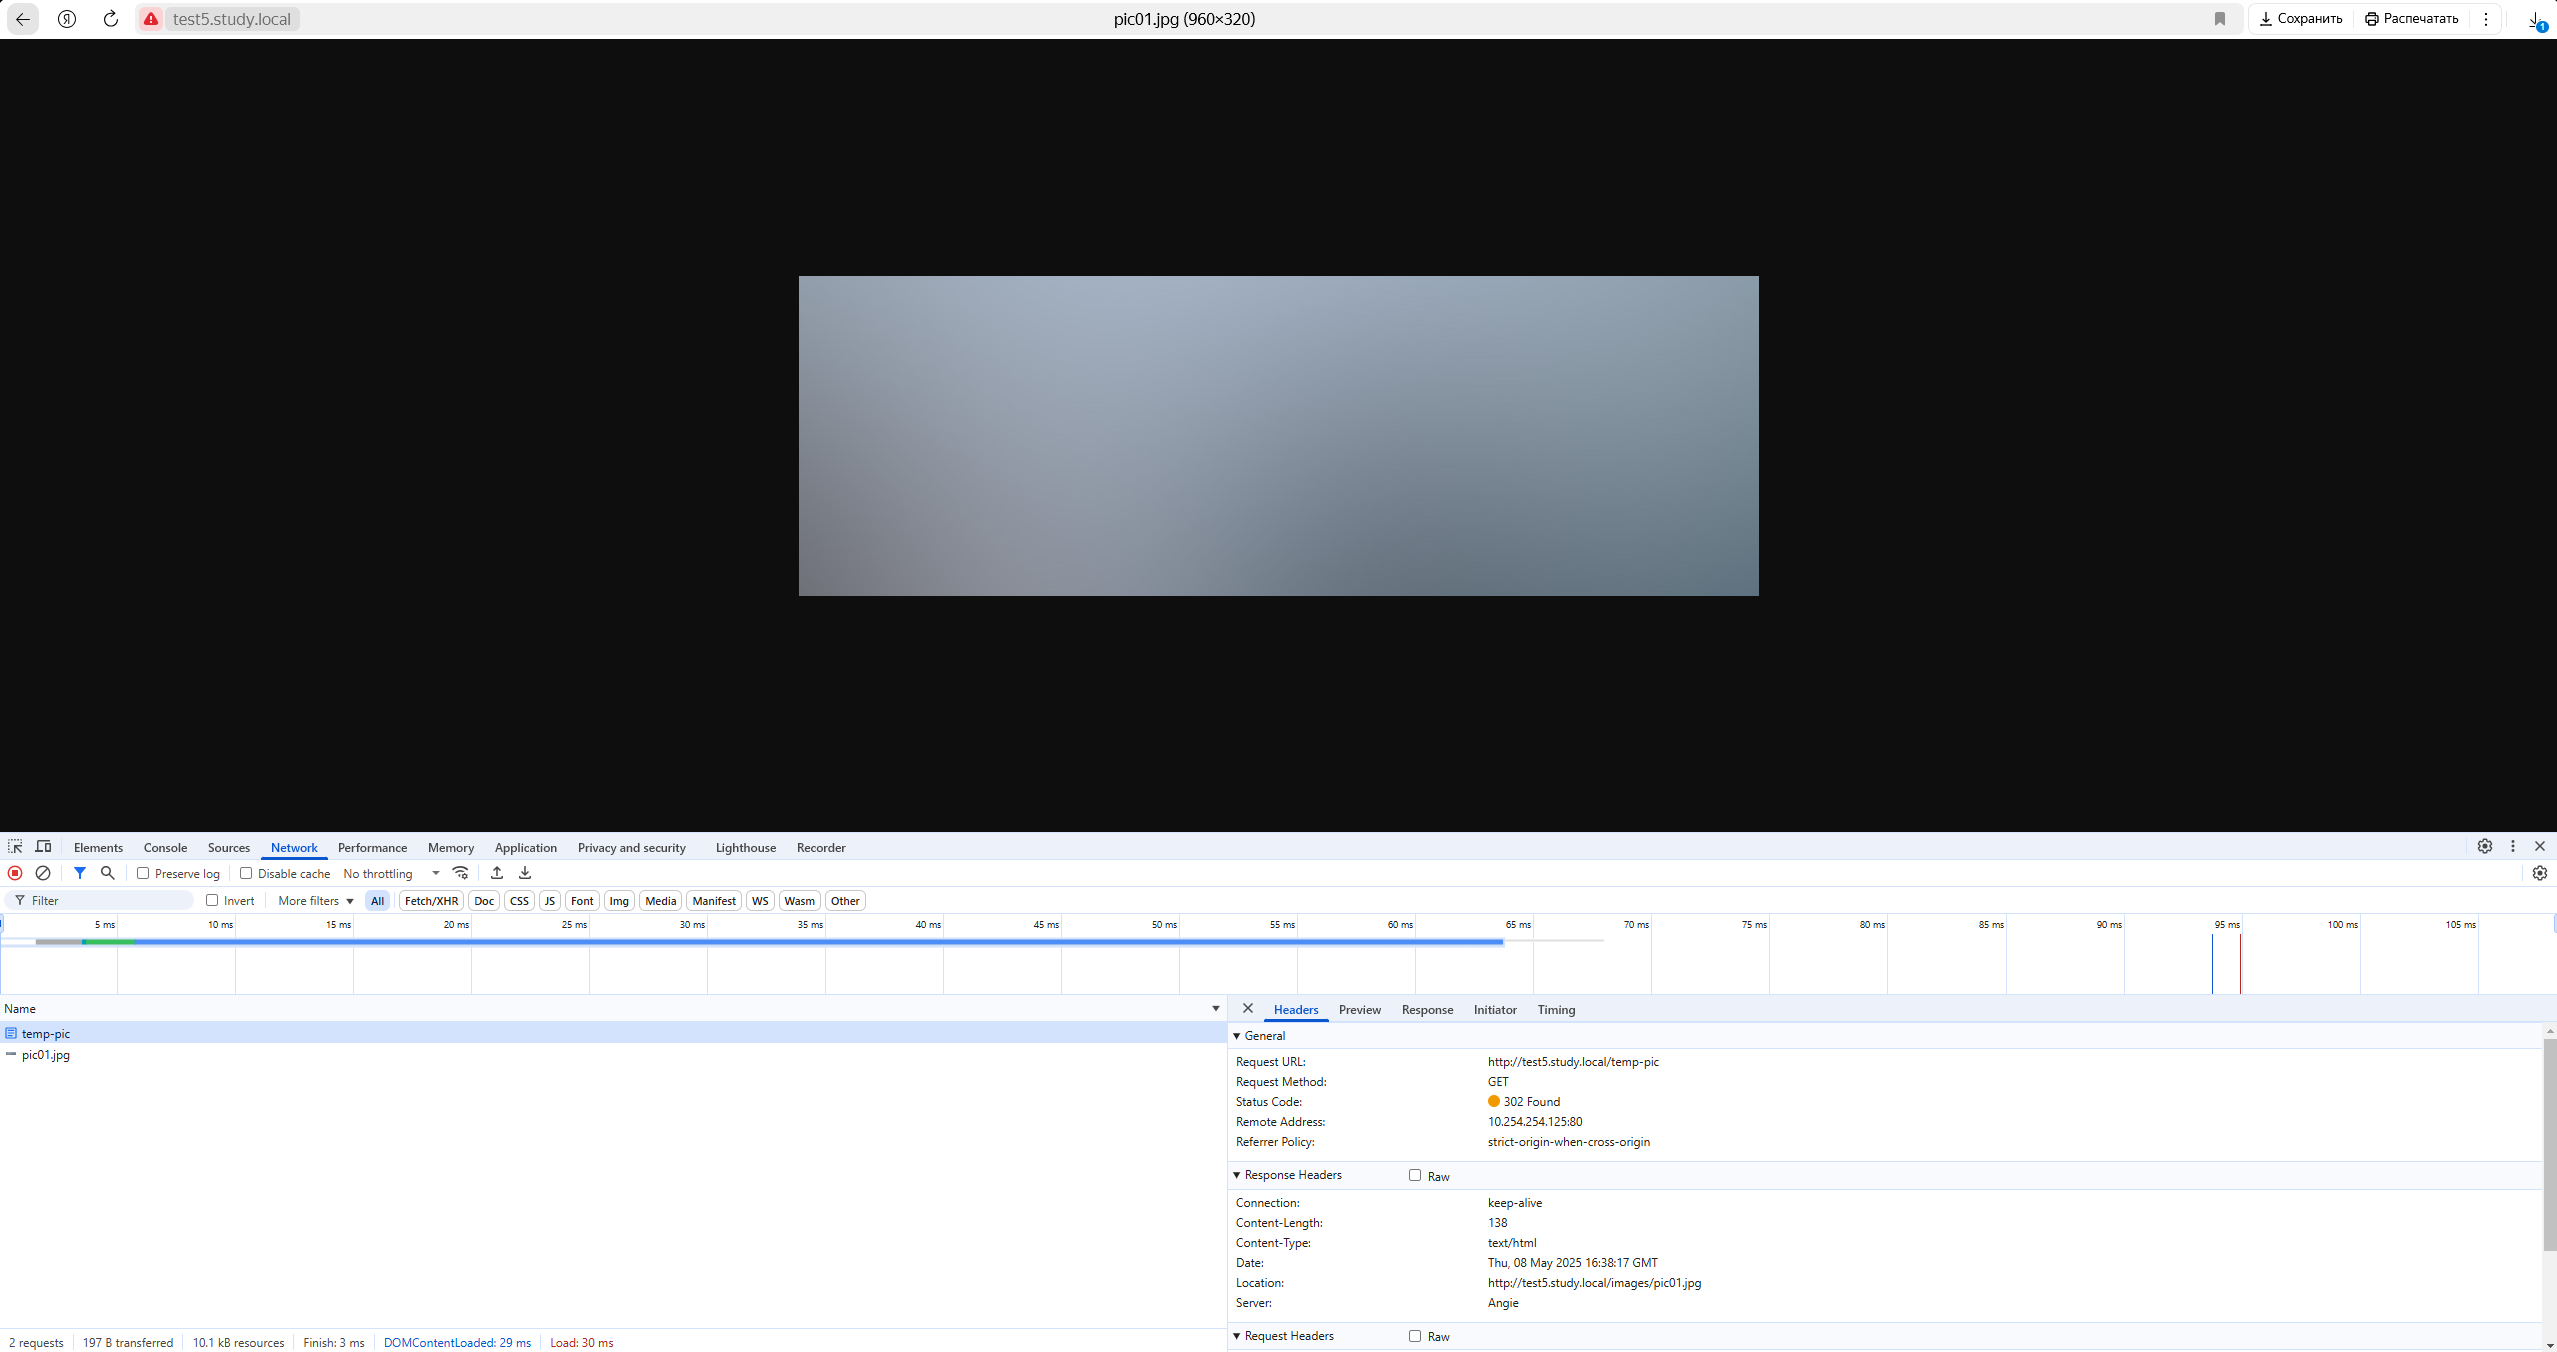 test5.study.local pic01.jpg (960×320) Сохранить Распечатать 1
Elements Console Sources Network Performance Memory Application Privacy and security Lighthouse Recorder
Preserve log Disable cache No throttling
Filter Invert More filters All Fetch/XHR Doc CSS JS Font Img Media Manifest WS Wasm Other
5 ms 10 ms 15 ms 20 ms 25 ms 30 ms 35 ms 40 ms 45 ms 50 ms 55 ms 60 ms 65 ms 70 ms 75 ms 80 ms 85 ms 90 ms 95 ms 100 ms 105 ms
Name
temp-pic
pic01.jpg
Headers Preview Response Initiator Timing
General
Request URL: http://test5.study.local/temp-pic
Request Method: GET
Status Code: 302 Found
Remote Address: 10.254.254.125:80
Referrer Policy: strict-origin-when-cross-origin
Response Headers Raw
Connection: keep-alive
Content-Length: 138
Content-Type: text/html
Date: Thu, 08 May 2025 16:38:17 GMT
Location: http://test5.study.local/images/pic01.jpg
Server: Angie
Request Headers Raw
2 requests 197 B transferred 10.1 kB resources Finish: 3 ms DOMContentLoaded: 29 ms Load: 30 ms